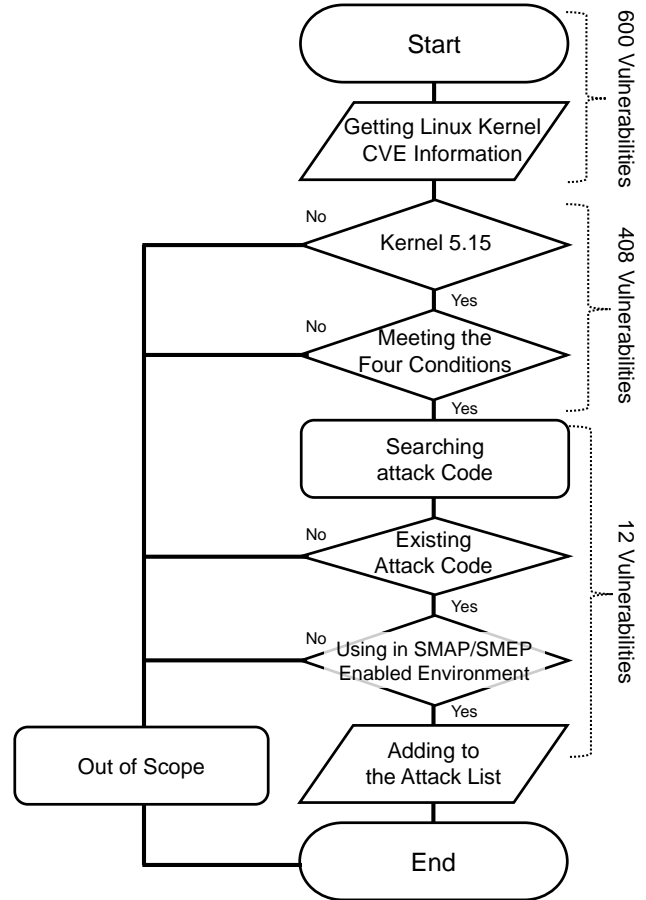 Start
600 Vulnerabilities
Getting Linux Kernel
CVE Information
No
Kernel 5.15
Yes
408 Vulnerabilities
No
Meeting the
Four Conditions
Yes
Searching
attack Code
No
Existing
Attack Code
Yes
12 Vulnerabilities
No
Using in SMAP/SMEP
Enabled Environment
Yes
Out of Scope
Adding to
the Attack List
End